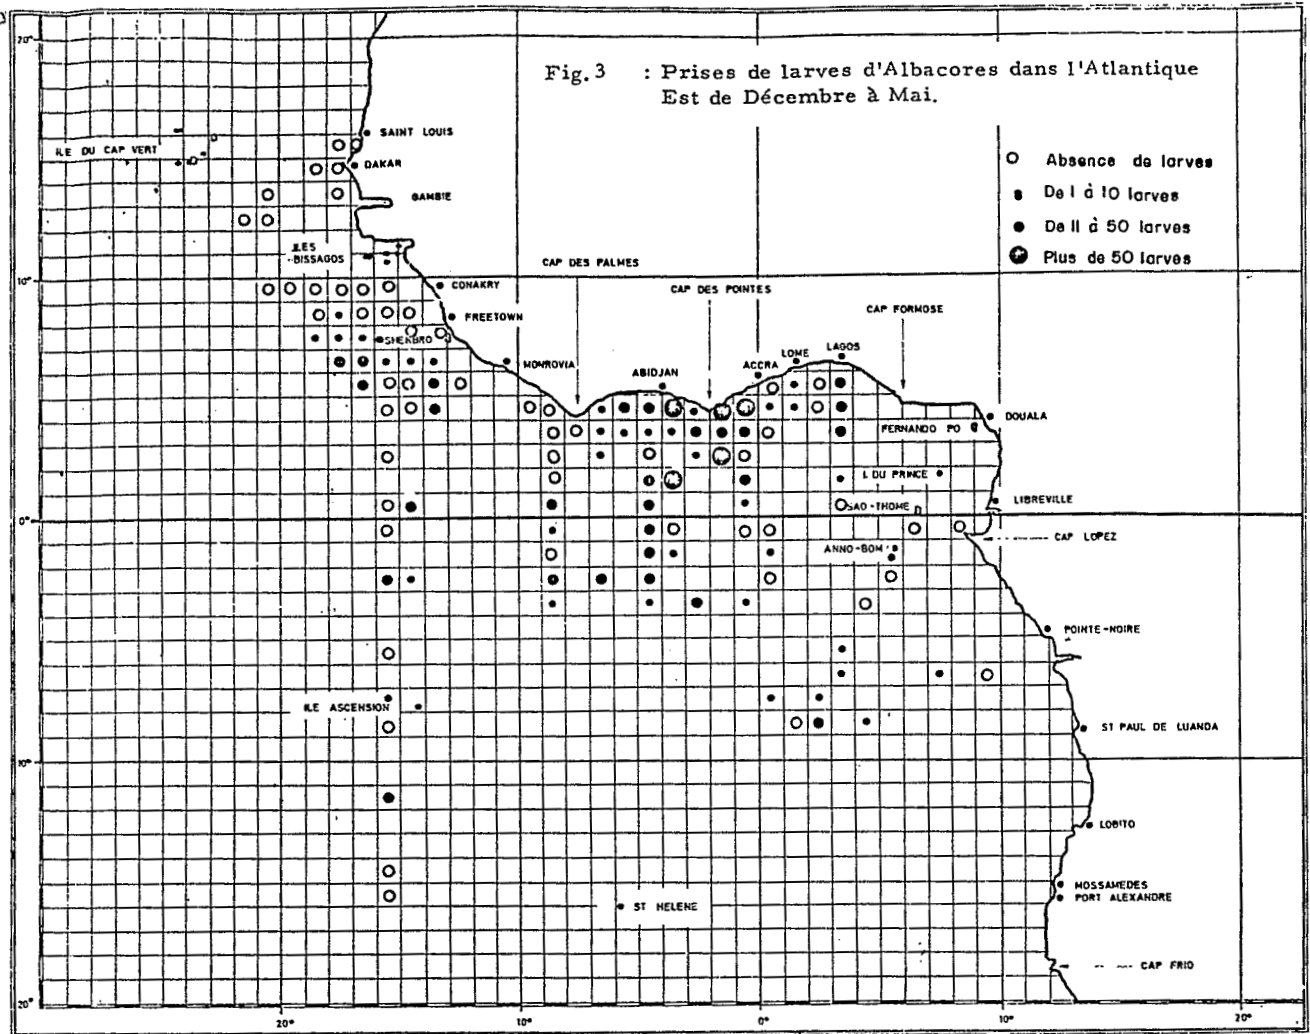 Fig. 3 : Prises de larves d'Albacores dans l'Atlantique
Est de Décembre à Mai.
Absence de larves
De I à 10 larves
De II à 50 larves
Plus de 50 larves
20°
10°
0°
10°
20°
ILE DU CAP VERT
SAINT LOUIS
DAKAR
GAMBIE
ILES
BISSAGOS
CONAKRY
FREETOWN
SHERBRO
MONROVIA
CAP DES PALMES
ABIDJAN
CAP DES POINTES
ACCRA
LOME
LAGOS
CAP FORMOSE
DOUALA
FERNANDO PO
I. DU PRINCE
LIBREVILLE
SAO-THOME
CAP LOPEZ
ANNO-BOM
POINTE-NOIRE
ILE ASCENSION
ST PAUL DE LUANDA
LOBITO
MOSSAMEDES
PORT ALEXANDRE
ST HELENE
CAP FRIO
20°
10°
0°
10°
20°